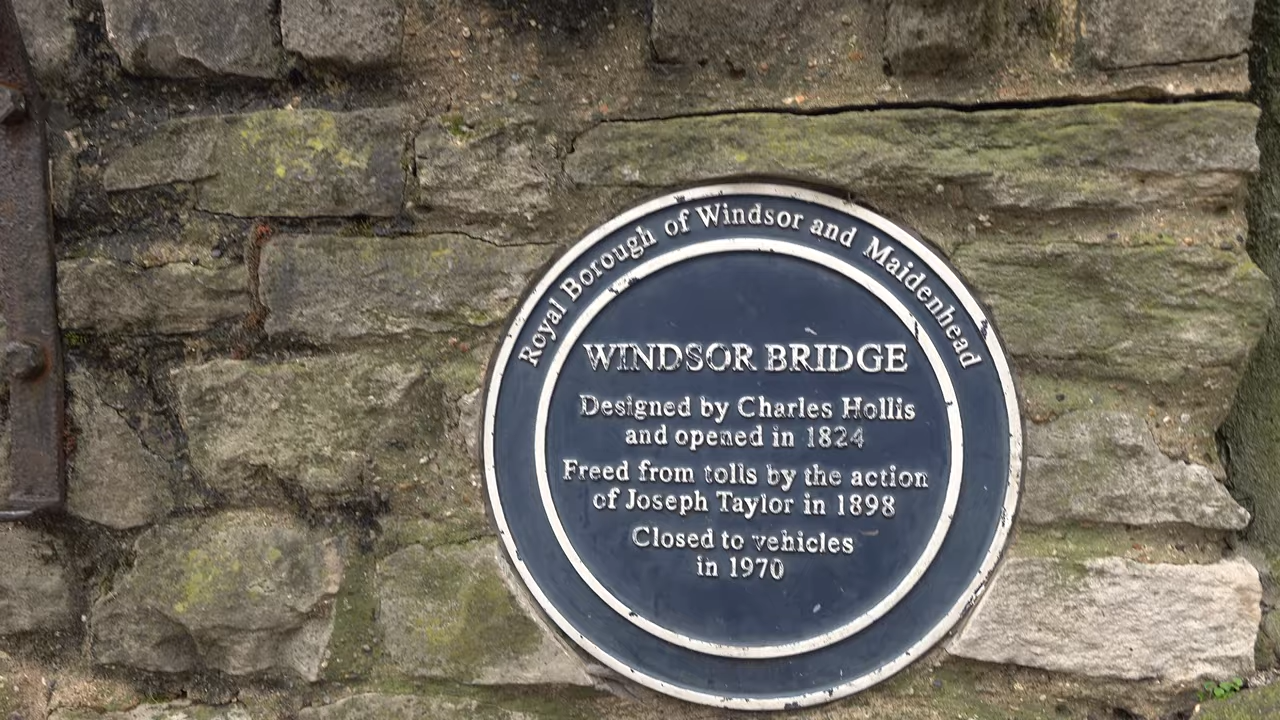 Royal Borough of Windsor and Maidenhead
WINDSOR BRIDGE
Designed by Charles Hollis
and opened in 1824
Freed from tolls by the action
of Joseph Taylor in 1898
Closed to vehicles
in 1970